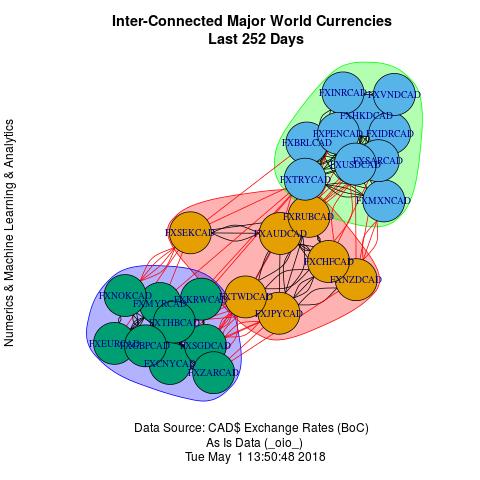 Inter-Connected Major World Currencies
Last 252 Days
Numerics & Machine Learning & Analytics
FXINRCAD
FXVNDCAD
FXHKDCAD
FXPENCAD
FXIDRCAD
FXBRLCAD
FXSARCAD
FXUSDCAD
FXTRYCAD
FXMXNCAD
FXRUBCAD
FXSEKCAD
FXAUDCAD
FXCHFCAD
FXNZDCAD
FXNOKCAD
FXMYRCAD
FXKRWCAD
FXTWDCAD
FXJPYCAD
FXTHBCAD
FXEURCAD
FXGBPCAD
FXSGDCAD
FXCNYCAD
FXZARCAD
Data Source: CAD$ Exchange Rates (BoC)
As Is Data (_oio_)
Tue May  1 13:50:48 2018